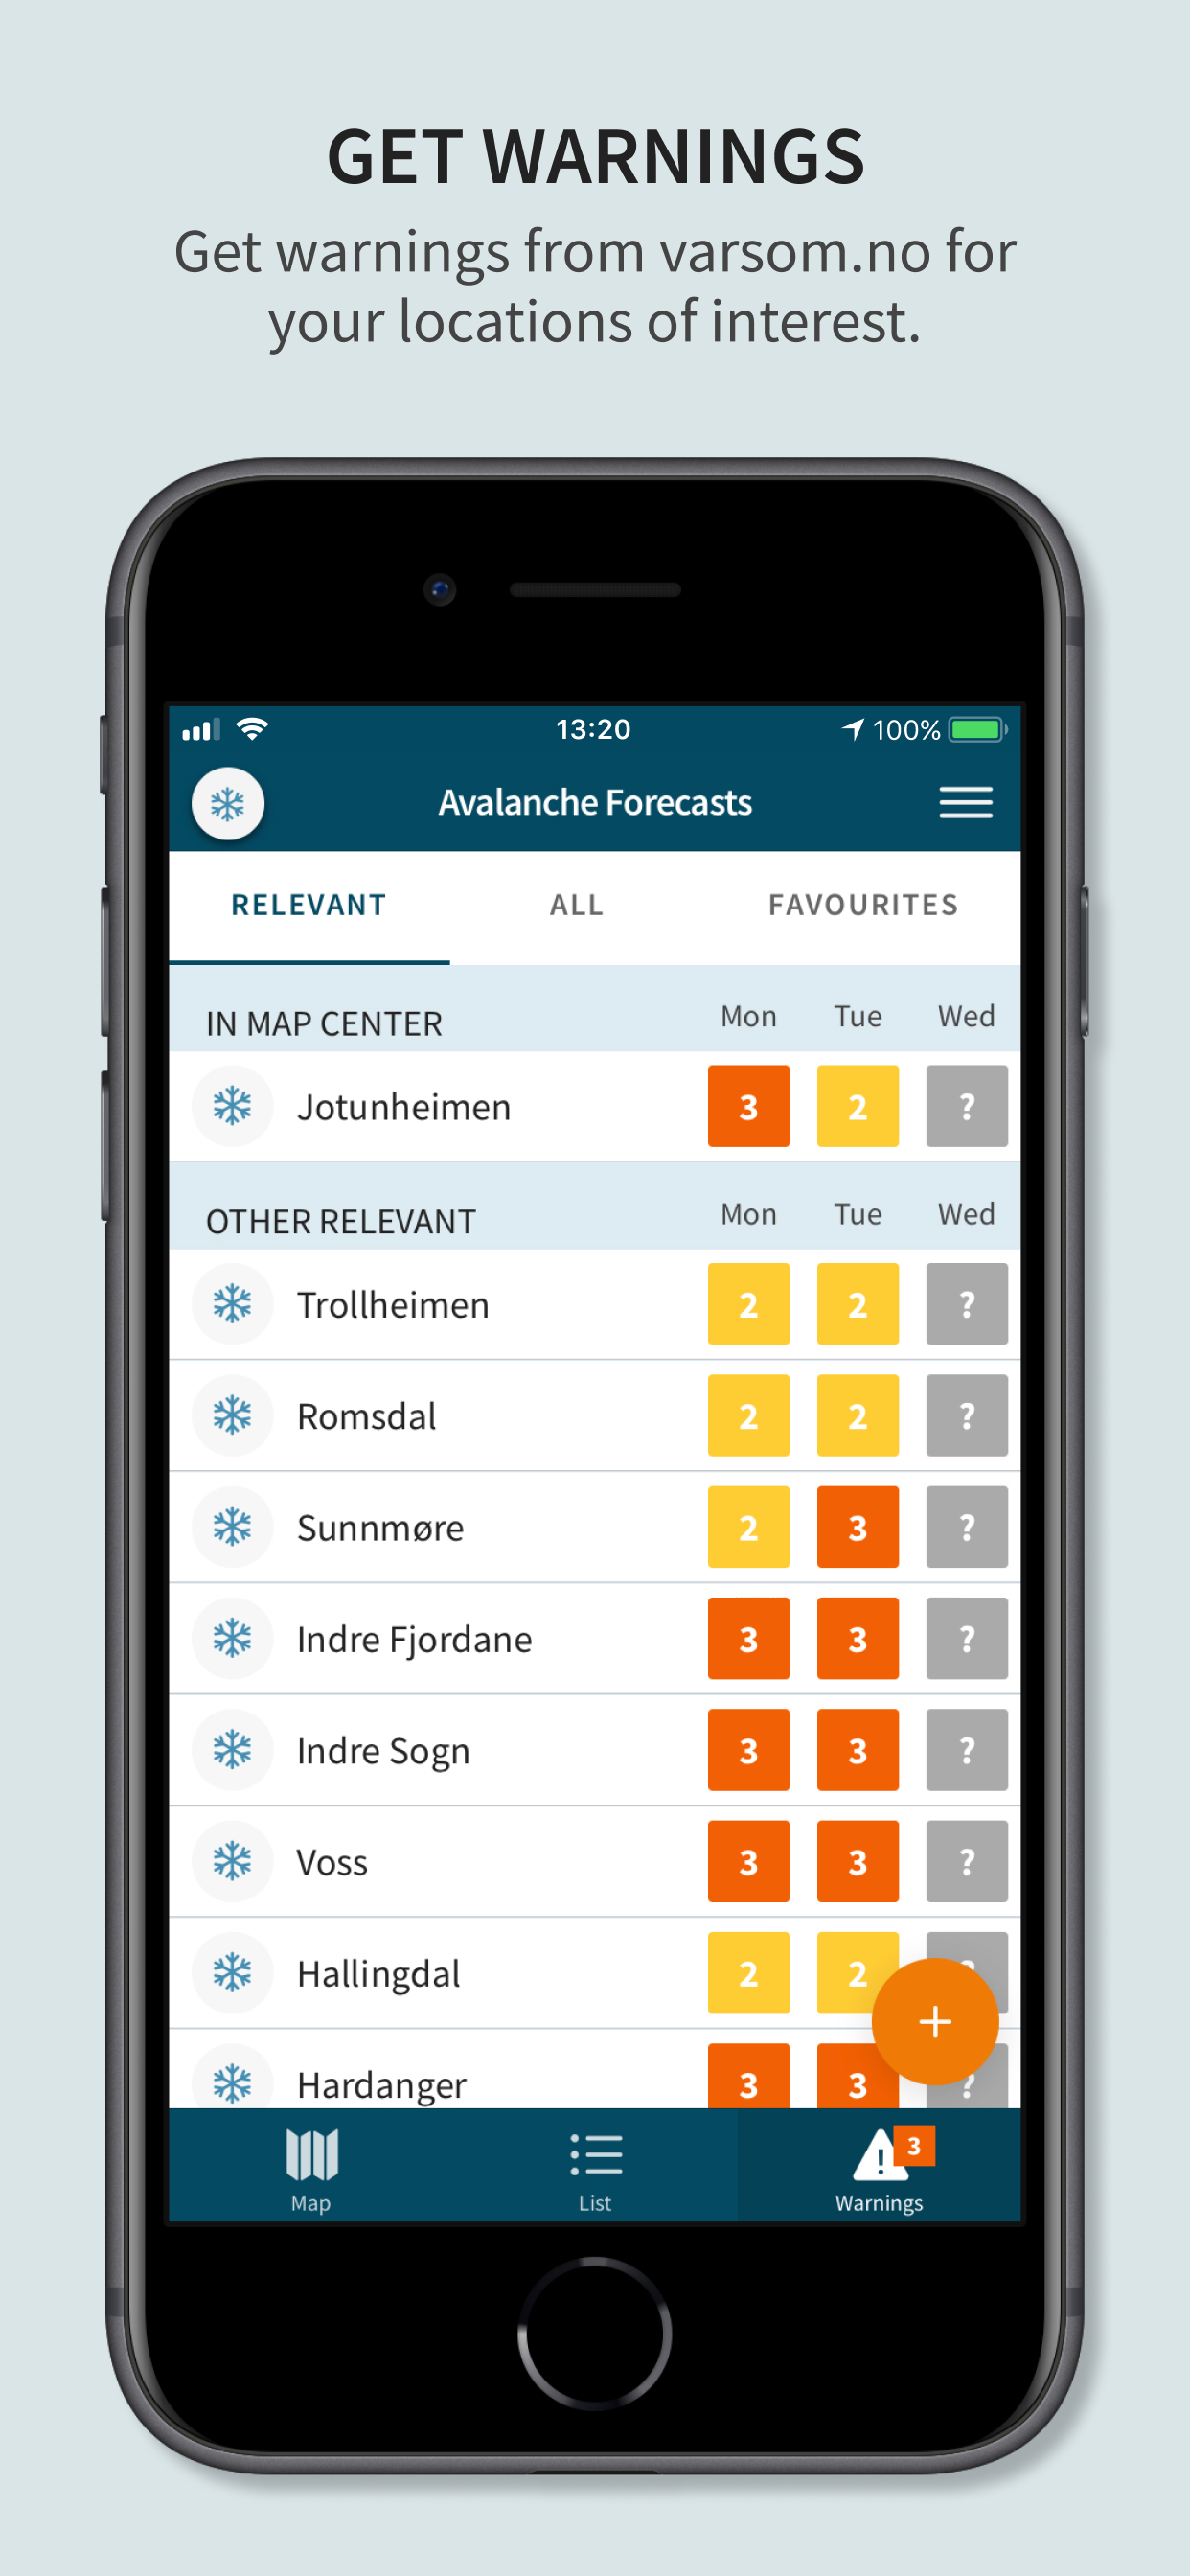 GET WARNINGS
Get warnings from varsom.no for
your locations of interest.
13:20 100%
Avalanche Forecasts
RELEVANT ALL FAVOURITES
IN MAP CENTER Mon Tue Wed
Jotunheimen 3 2 ?
OTHER RELEVANT Mon Tue Wed
Trollheimen 2 2 ?
Romsdal 2 2 ?
Sunnmøre 2 3 ?
Indre Fjordane 3 3 ?
Indre Sogn 3 3 ?
Voss 3 3 ?
Hallingdal 2 2 ?
+
Hardanger 3 3 ?
3
Map List Warnings